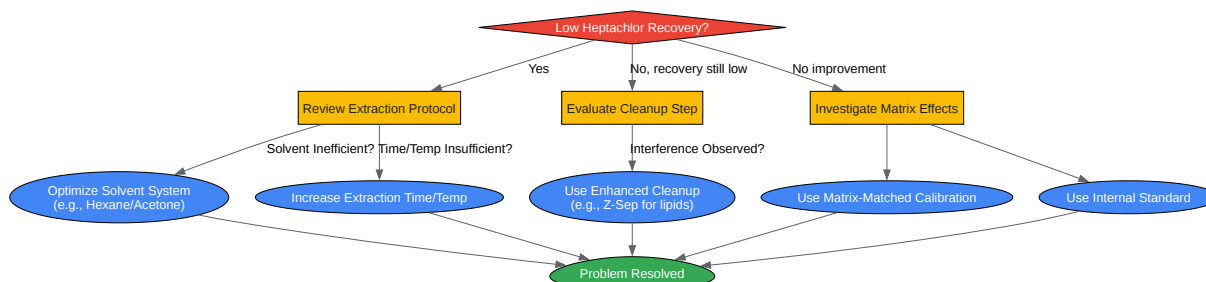 Low Heptachlor Recovery?
Yes
No, recovery still low
No improvement
Review Extraction Protocol
Evaluate Cleanup Step
Investigate Matrix Effects
Solvent Inefficient?
Time/Temp Insufficient?
Interference Observed?
Optimize Solvent System
(e.g., Hexane/Acetone)
Increase Extraction Time/Temp
Use Enhanced Cleanup
(e.g., Z-Sep for lipids)
Use Matrix-Matched Calibration
Use Internal Standard
Problem Resolved